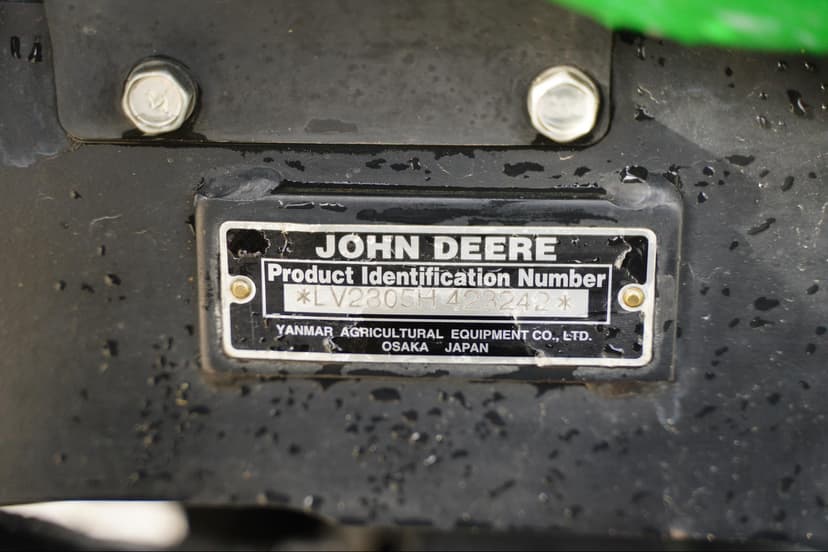 JOHN DEERE
Product Identification Number
*LV2305H423242*
YANMAR AGRICULTURAL EQUIPMENT CO., LTD.
OSAKA JAPAN